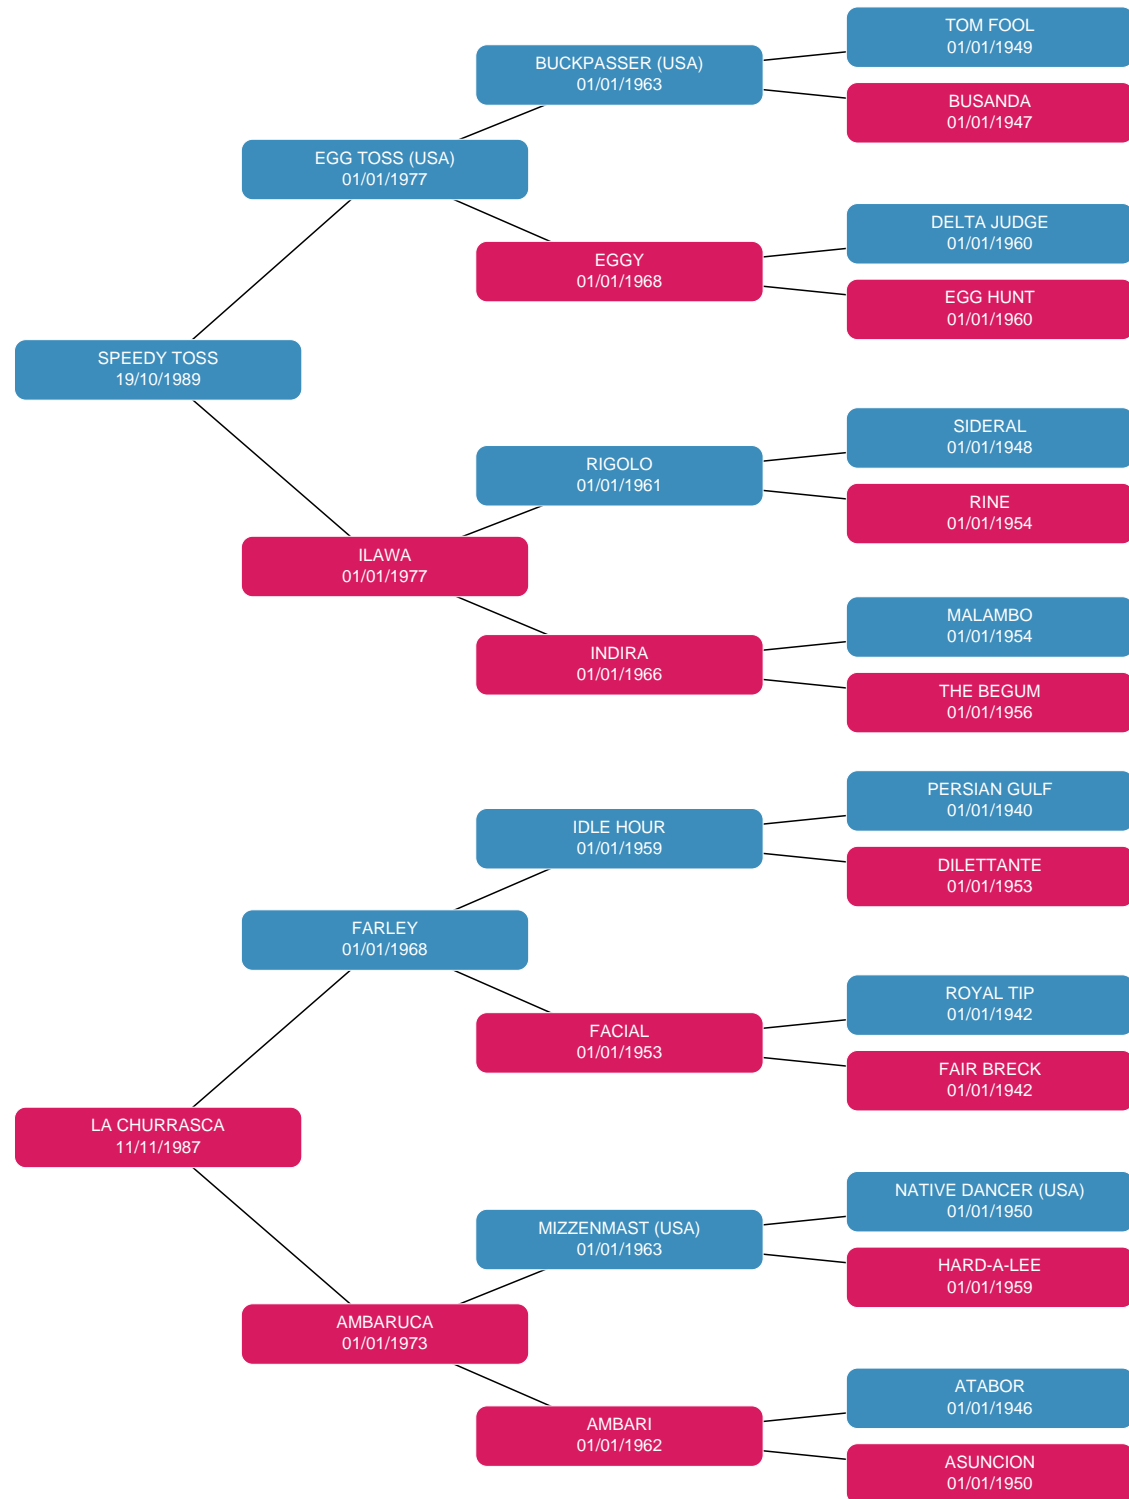 TOM FOOL
01/01/1949
BUCKPASSER (USA)
01/01/1963
BUSANDA
01/01/1947
EGG TOSS (USA)
01/01/1977
DELTA JUDGE
01/01/1960
EGGY
01/01/1968
EGG HUNT
01/01/1960
SPEEDY TOSS
19/10/1989
SIDERAL
01/01/1948
RIGOLO
01/01/1961
RINE
01/01/1954
ILAWA
01/01/1977
MALAMBO
01/01/1954
INDIRA
01/01/1966
THE BEGUM
01/01/1956
PERSIAN GULF
01/01/1940
IDLE HOUR
01/01/1959
DILETTANTE
01/01/1953
FARLEY
01/01/1968
ROYAL TIP
01/01/1942
FACIAL
01/01/1953
FAIR BRECK
01/01/1942
LA CHURRASCA
11/11/1987
NATIVE DANCER (USA)
01/01/1950
MIZZENMAST (USA)
01/01/1963
HARD-A-LEE
01/01/1959
AMBARUCA
01/01/1973
ATABOR
01/01/1946
AMBARI
01/01/1962
ASUNCION
01/01/1950